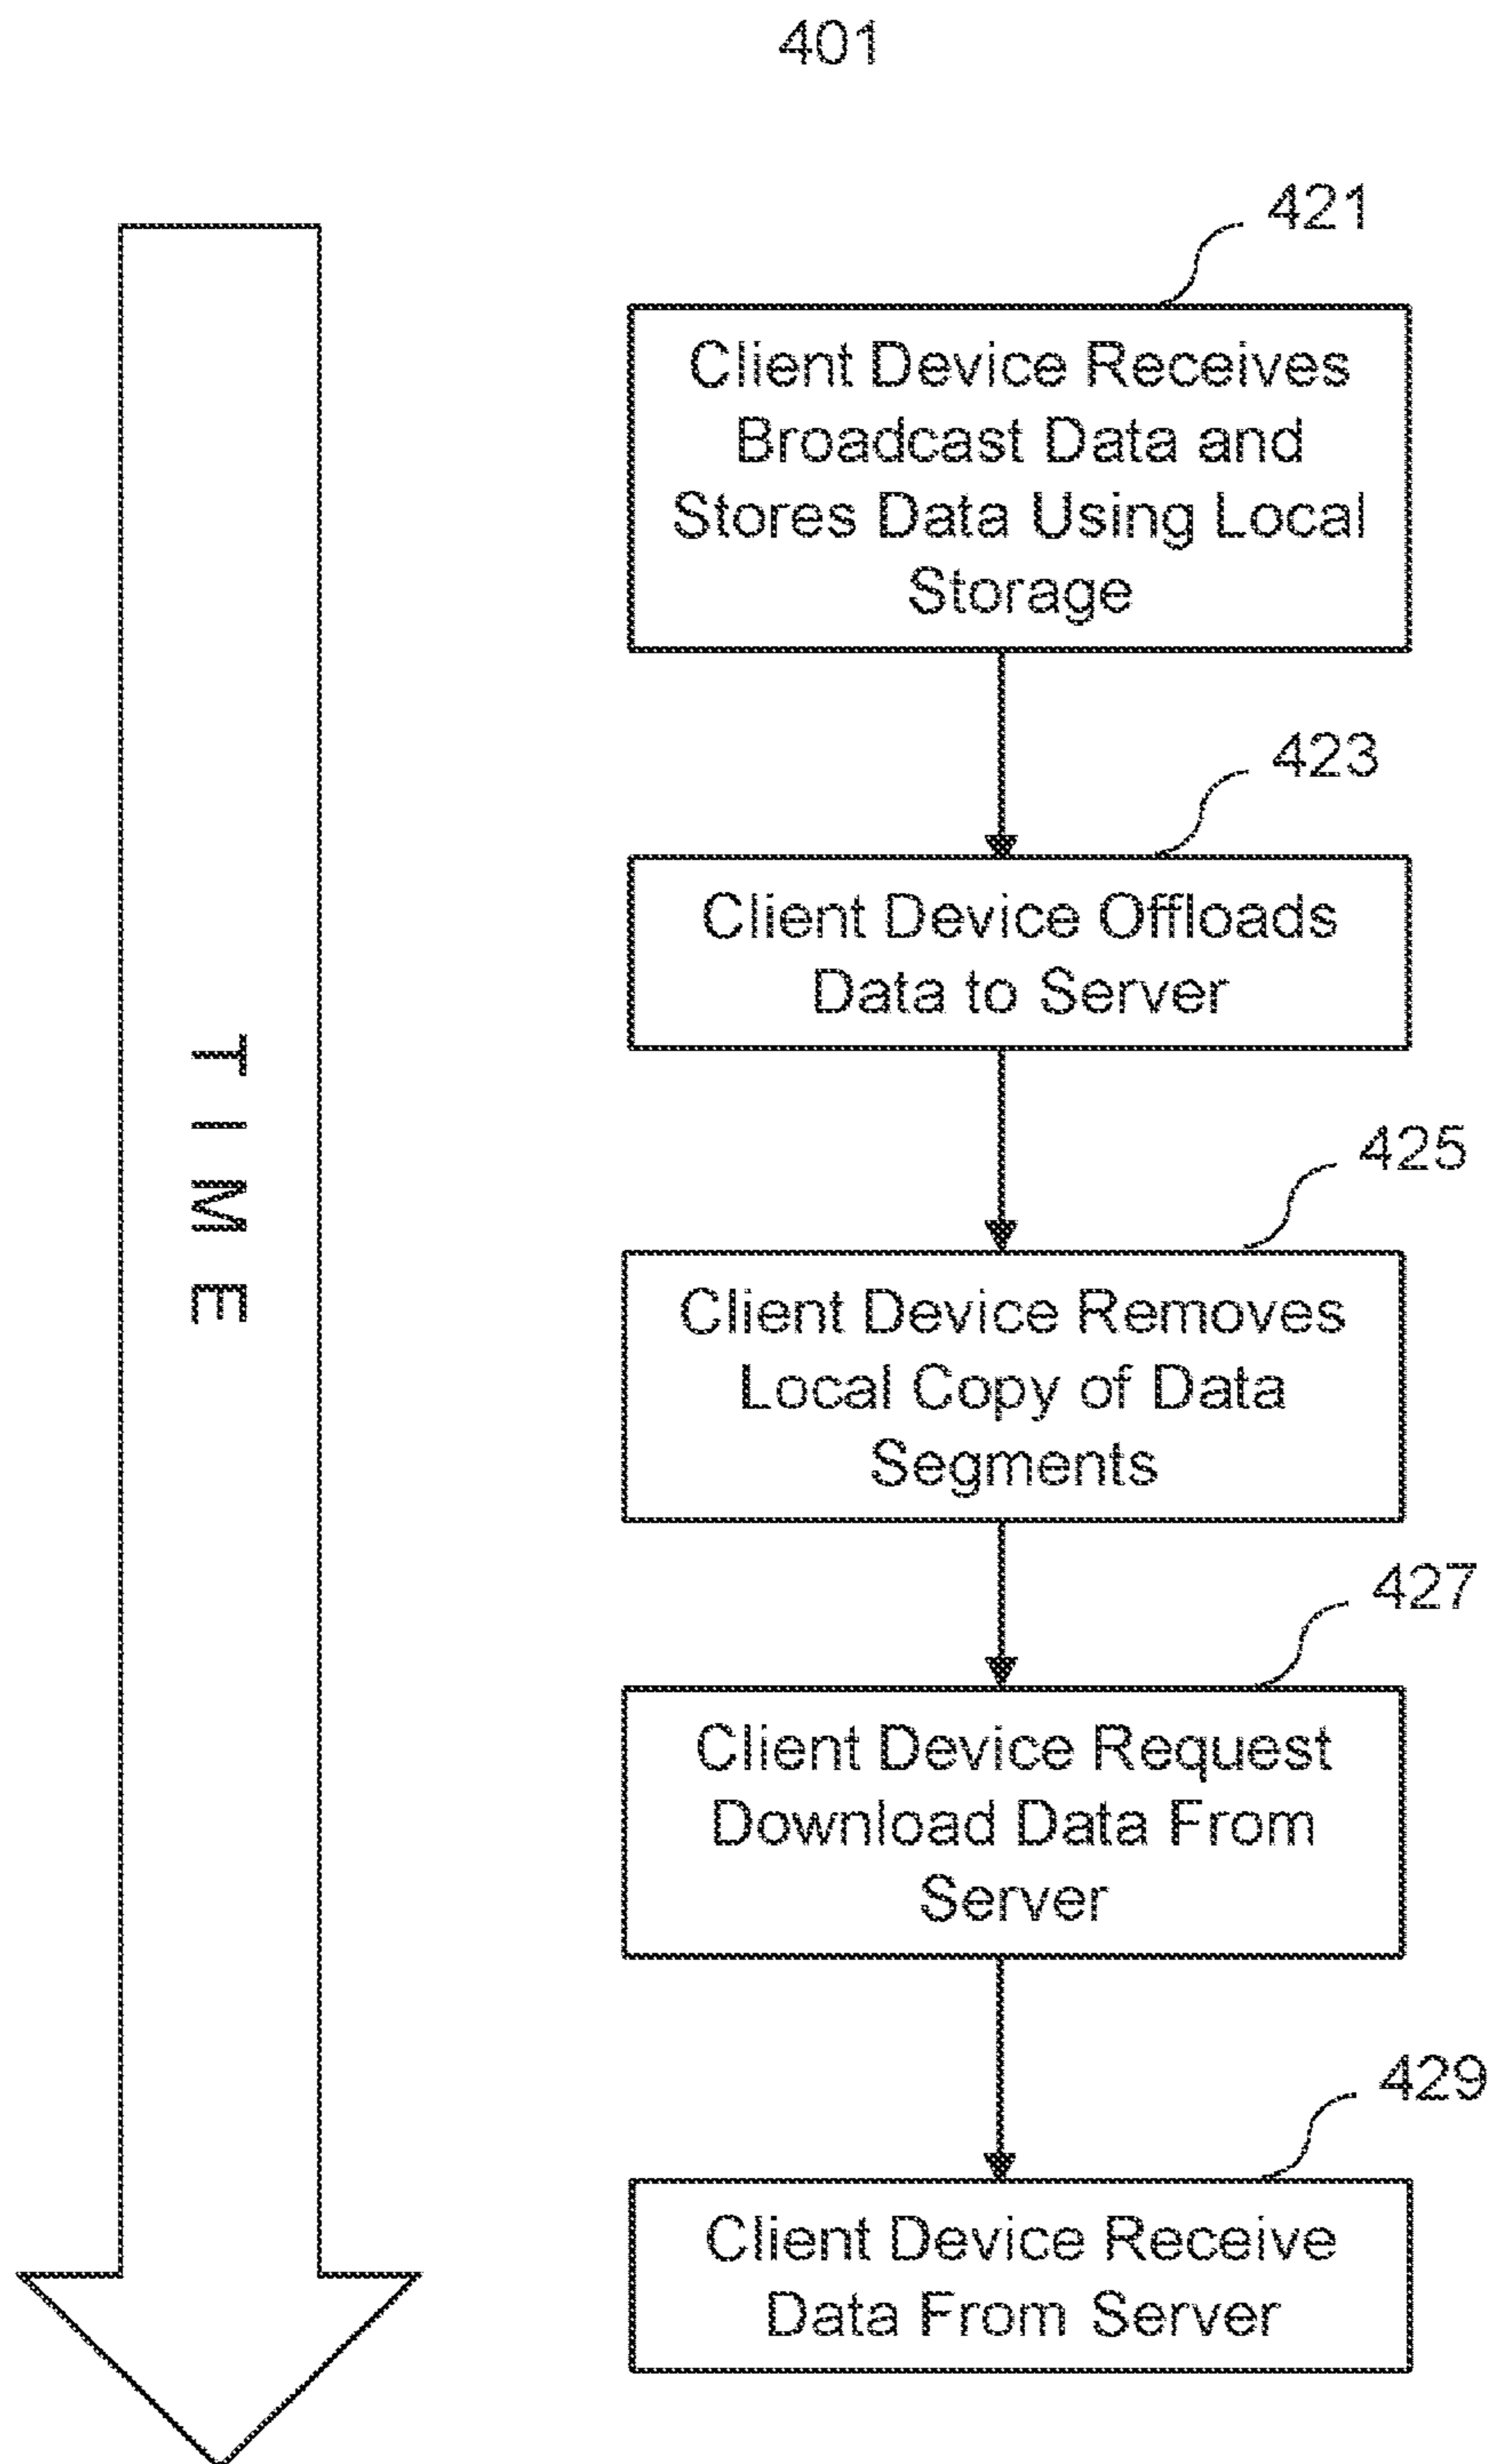 401
421
Client Device Receives
Broadcast Data and
Stores Data Using Local
Storage
423
Client Device Offloads
Data to Server
425
Client Device Removes
Local Copy of Data
Segments
427
Client Device Request
Download Data From
Server
429
Client Device Receive
Data From Server
TIME